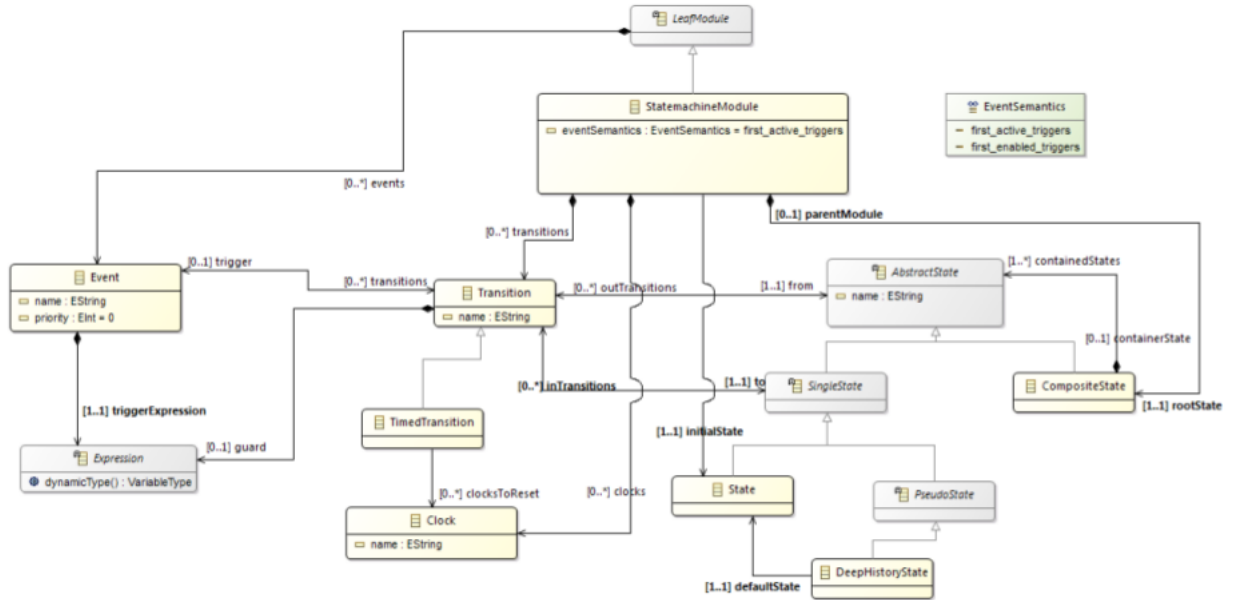 LeafModule
StatemachineModule
eventSemantics : EventSemantics = first_active_triggers
EventSemantics
first_active_triggers
first_enabled_triggers
[0..*] events
[0..1] parentModule
[0..*] transitions
[0..1] trigger
[0..*] transitions
Event
name : EString
priority : EInt = 0
Transition
name : EString
[0..*] outTransitions
[1..1] from
AbstractState
name : EString
[1..*] containedStates
[0..1] containerState
[0..*] inTransitions
[1..1] to
SingleState
CompositeState
[1..1] rootState
[1..1] triggerExpression
TimedTransition
[1..1] initialState
[0..1] guard
Expression
dynamicType() : VariableType
[0..*] clocksToReset
[0..*] clocks
State
PseudoState
Clock
name : EString
DeepHistoryState
[1..1] defaultState